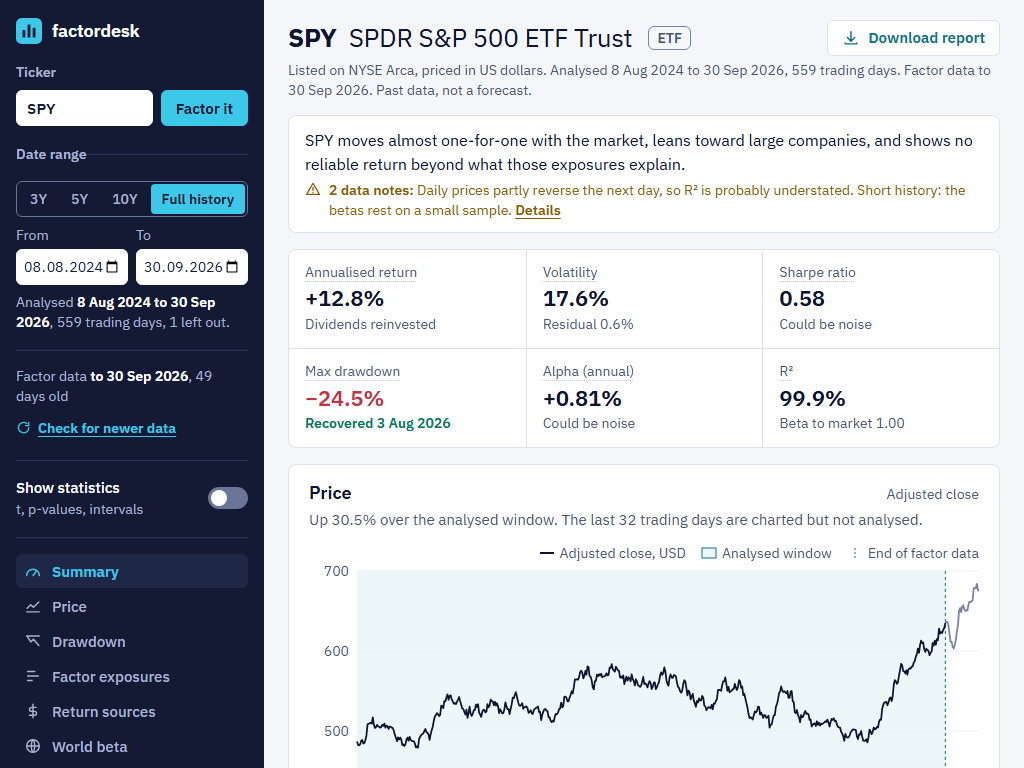 factordesk
Ticker
SPY
Factor it
Date range
3Y 5Y 10Y Full history
From To
08.08.2024 30.09.2026
Analysed 8 Aug 2024 to 30 Sep
2026, 559 trading days, 1 left out.
Factor data to 30 Sep 2026, 49
days old
Check for newer data
Show statistics
t, p-values, intervals
Summary
Price
Drawdown
Factor exposures
Return sources
World beta
SPY SPDR S&P 500 ETF Trust ETF
Download report
Listed on NYSE Arca, priced in US dollars. Analysed 8 Aug 2024 to 30 Sep 2026, 559 trading days. Factor data to
30 Sep 2026. Past data, not a forecast.
SPY moves almost one-for-one with the market, leans toward large companies, and shows no
reliable return beyond what those exposures explain.
2 data notes: Daily prices partly reverse the next day, so R² is probably understated. Short history: the
betas rest on a small sample. Details
Annualised return
+12.8%
Dividends reinvested
Volatility
17.6%
Residual 0.6%
Sharpe ratio
0.58
Could be noise
Max drawdown
−24.5%
Recovered 3 Aug 2026
Alpha (annual)
+0.81%
Could be noise
R²
99.9%
Beta to market 1.00
Price
Adjusted close
Up 30.5% over the analysed window. The last 32 trading days are charted but not analysed.
Adjusted close, USD Analysed window End of factor data
700
600
500